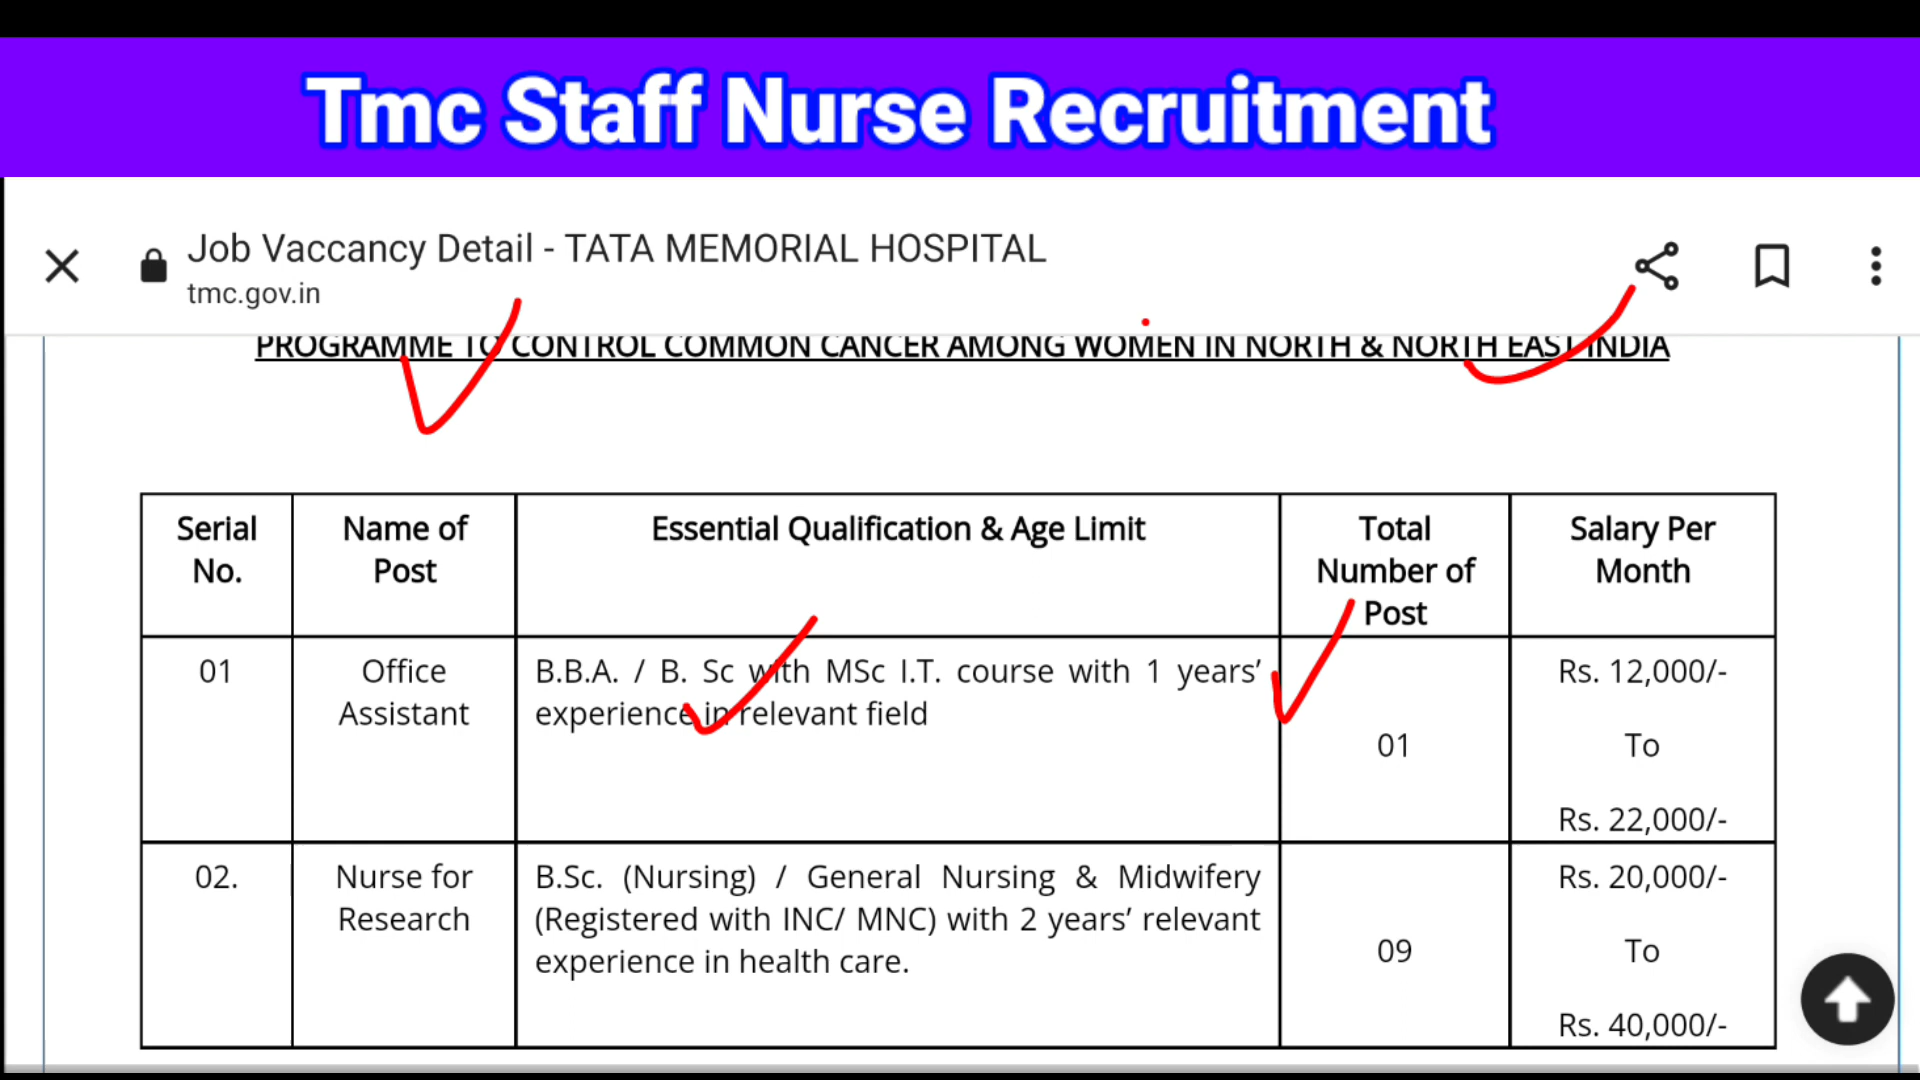 Tmc Staff Nurse Recruitment
Job Vaccancy Detail - TATA MEMORIAL HOSPITAL
tmc.gov.in
PROGRAMME TO CONTROL COMMON CANCER AMONG WOMEN IN NORTH & NORTH EAST INDIA
Serial
No.
Name of
Post
Essential Qualification & Age Limit
Total
Number of
Post
Salary Per
Month
01
Office
Assistant
B.B.A. / B. Sc with MSc I.T. course with 1 years’
experience in relevant field
01
Rs. 12,000/-
To
Rs. 22,000/-
02.
Nurse for
Research
B.Sc. (Nursing) / General Nursing & Midwifery
(Registered with INC/ MNC) with 2 years’ relevant
experience in health care.
09
Rs. 20,000/-
To
Rs. 40,000/-